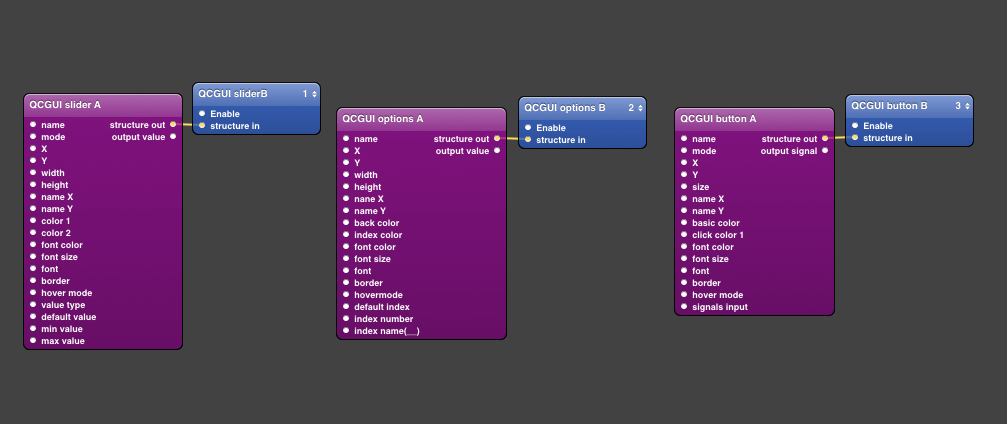 QCGUI slider A
name structure out
mode output value
X
Y
width
height
name X
name Y
color 1
color 2
font color
font size
font
border
hover mode
value type
default value
min value
max value
QCGUI sliderB 1
Enable
structure in
QCGUI options A
name structure out
X output value
Y
width
height
nane X
name Y
back color
index color
font color
font size
font
border
hovermode
default index
index number
index name(__)
QCGUI options B 2
Enable
structure in
QCGUI button A
name structure out
mode output signal
X
Y
size
name X
name Y
basic color
click color 1
font color
font size
font
border
hover mode
signals input
QCGUI button B 3
Enable
structure in